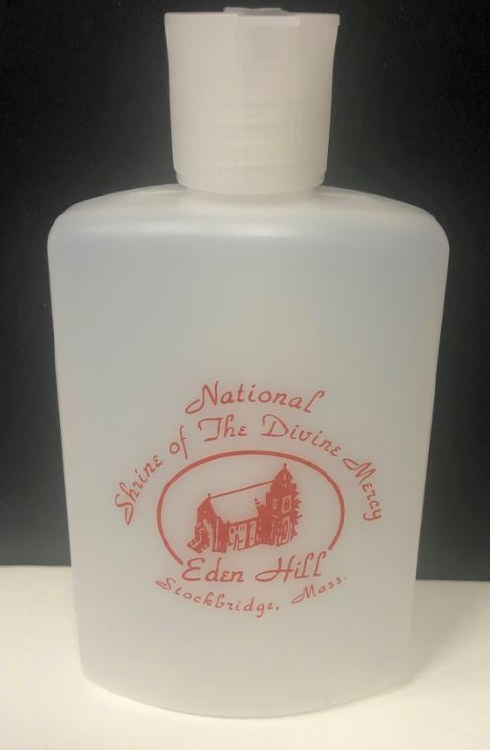 National
Shrine of The Divine Mercy
Eden Hill
Stockbridge, Mass.